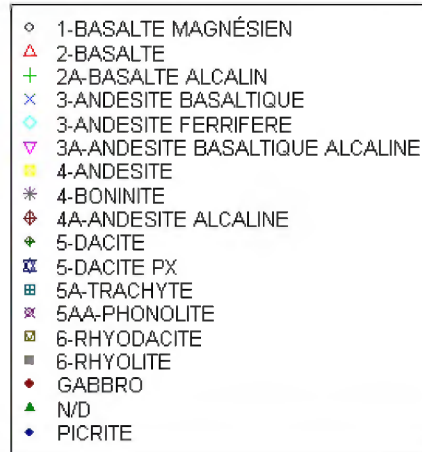 1-BASALTE MAGNÉSIEN
2-BASALTE
2A-BASALTE ALCALIN
3-ANDESITE BASALTIQUE
3-ANDESITE FERRIFERE
3A-ANDESITE BASALTIQUE ALCALINE
4-ANDESITE
4-BONINITE
4A-ANDESITE ALCALINE
5-DACITE
5-DACITE PX
5A-TRACHYTE
5AA-PHONOLITE
6-RHYODACITE
6-RHYOLITE
GABBRO
N/D
PICRITE